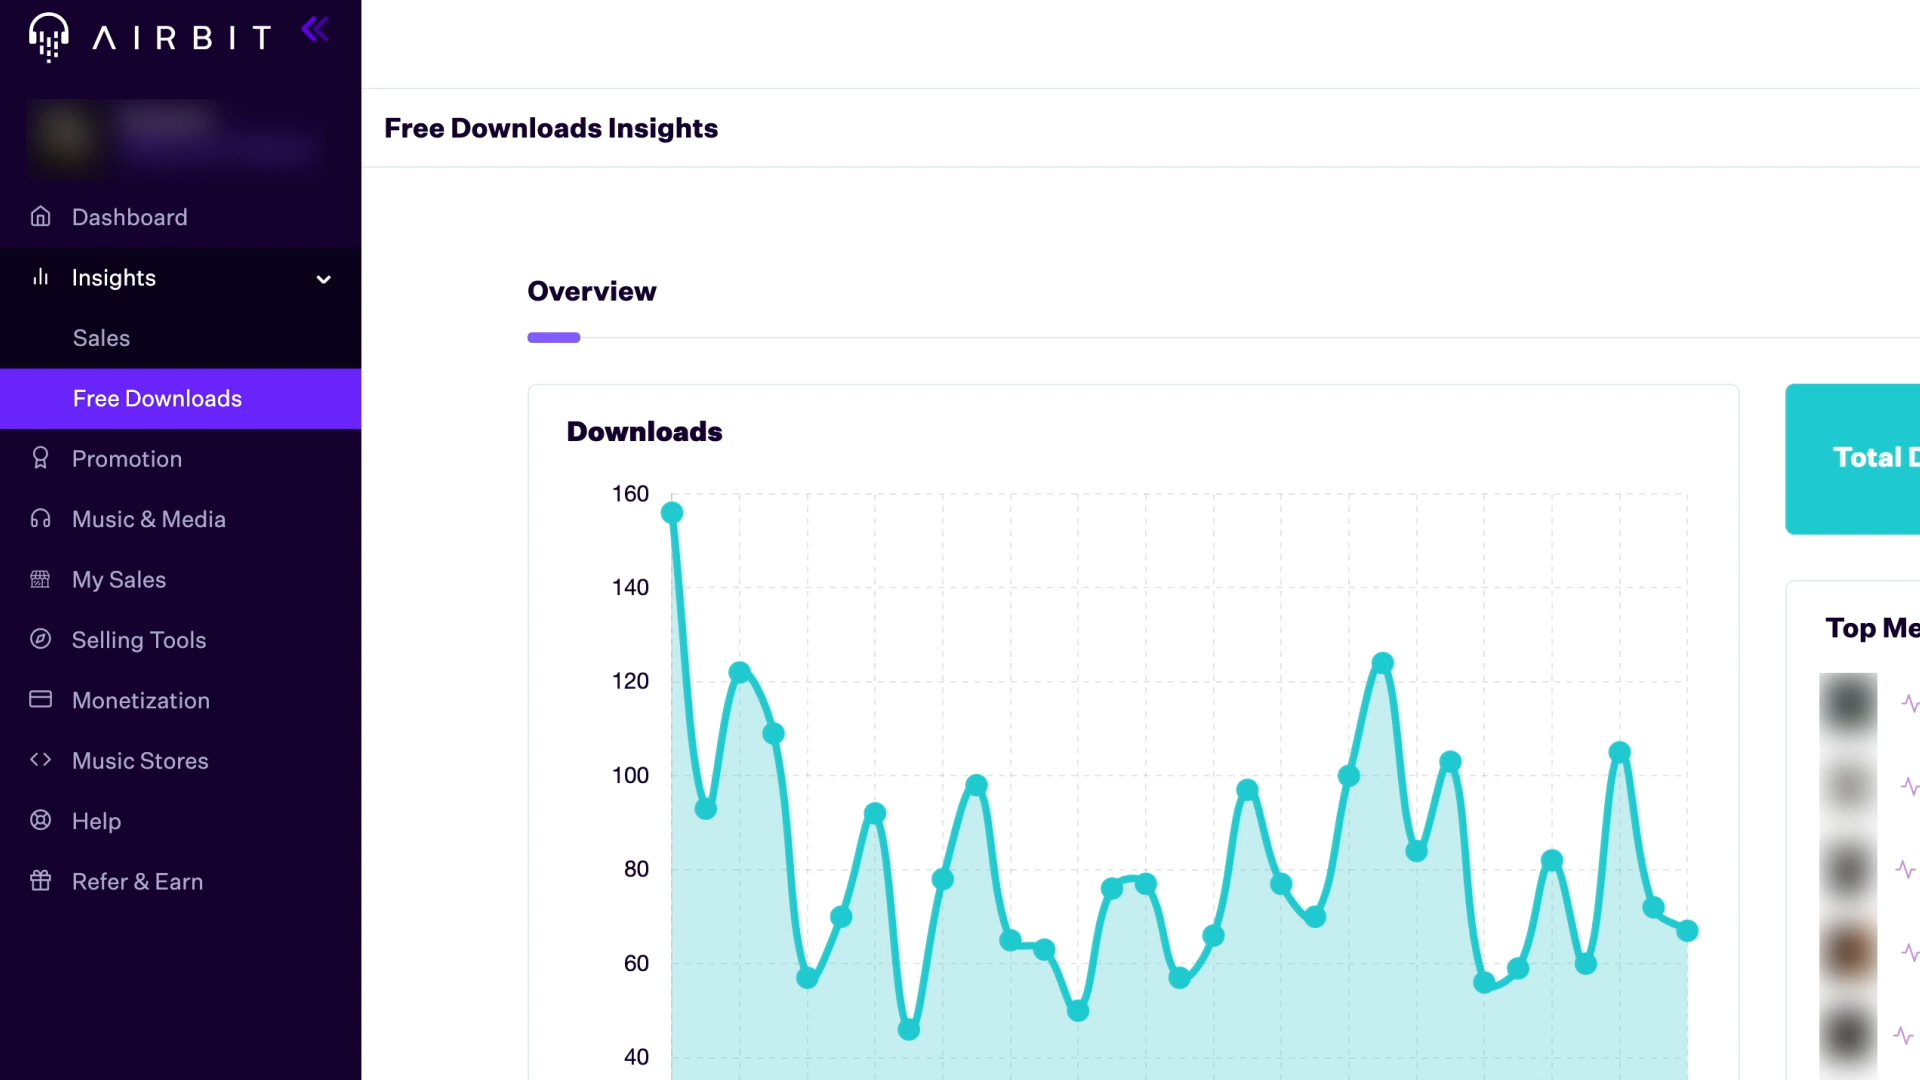 AIRBIT
Dashboard
Insights
Sales
Free Downloads
Promotion
Music & Media
My Sales
Selling Tools
Monetization
Music Stores
Help
Refer & Earn
Free Downloads Insights
Overview
Downloads
160
140
120
100
80
60
40
Total
Top